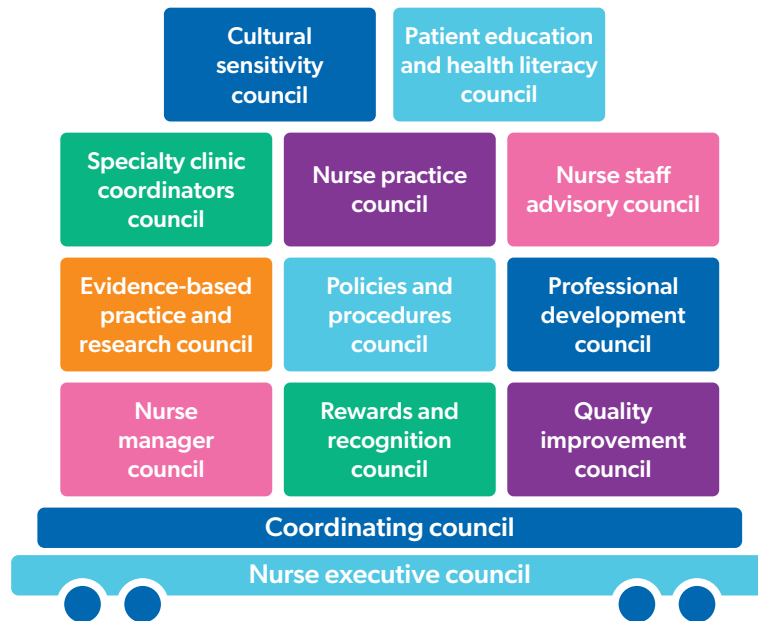 Cultural
sensitivity
council
Patient education
and health literacy
council
Specialty clinic
coordinators
council
Nurse practice
council
Nurse staff
advisory council
Evidence-based
practice and
research council
Policies and
procedures
council
Professional
development
council
Nurse
manager
council
Rewards and
recognition
council
Quality
improvement
council
Coordinating council
Nurse executive council